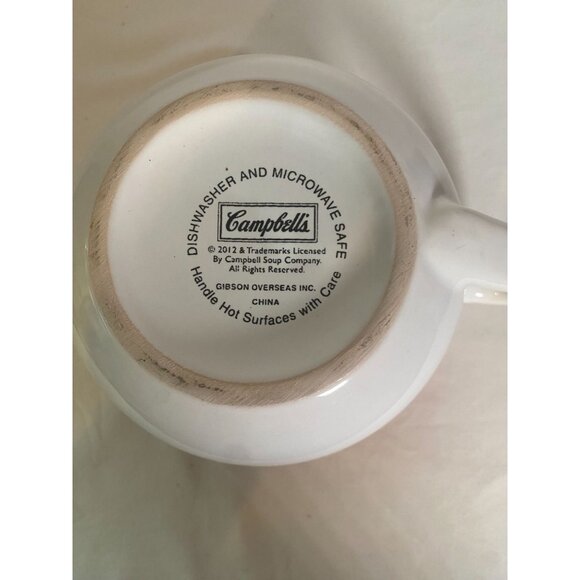 DISHWASHER AND MICROWAVE SAFE
Campbell's
© 2012 & Trademarks Licensed
By Campbell Soup Company.
All Rights Reserved.
GIBSON OVERSEAS INC.
CHINA
Handle Hot Surfaces with Care